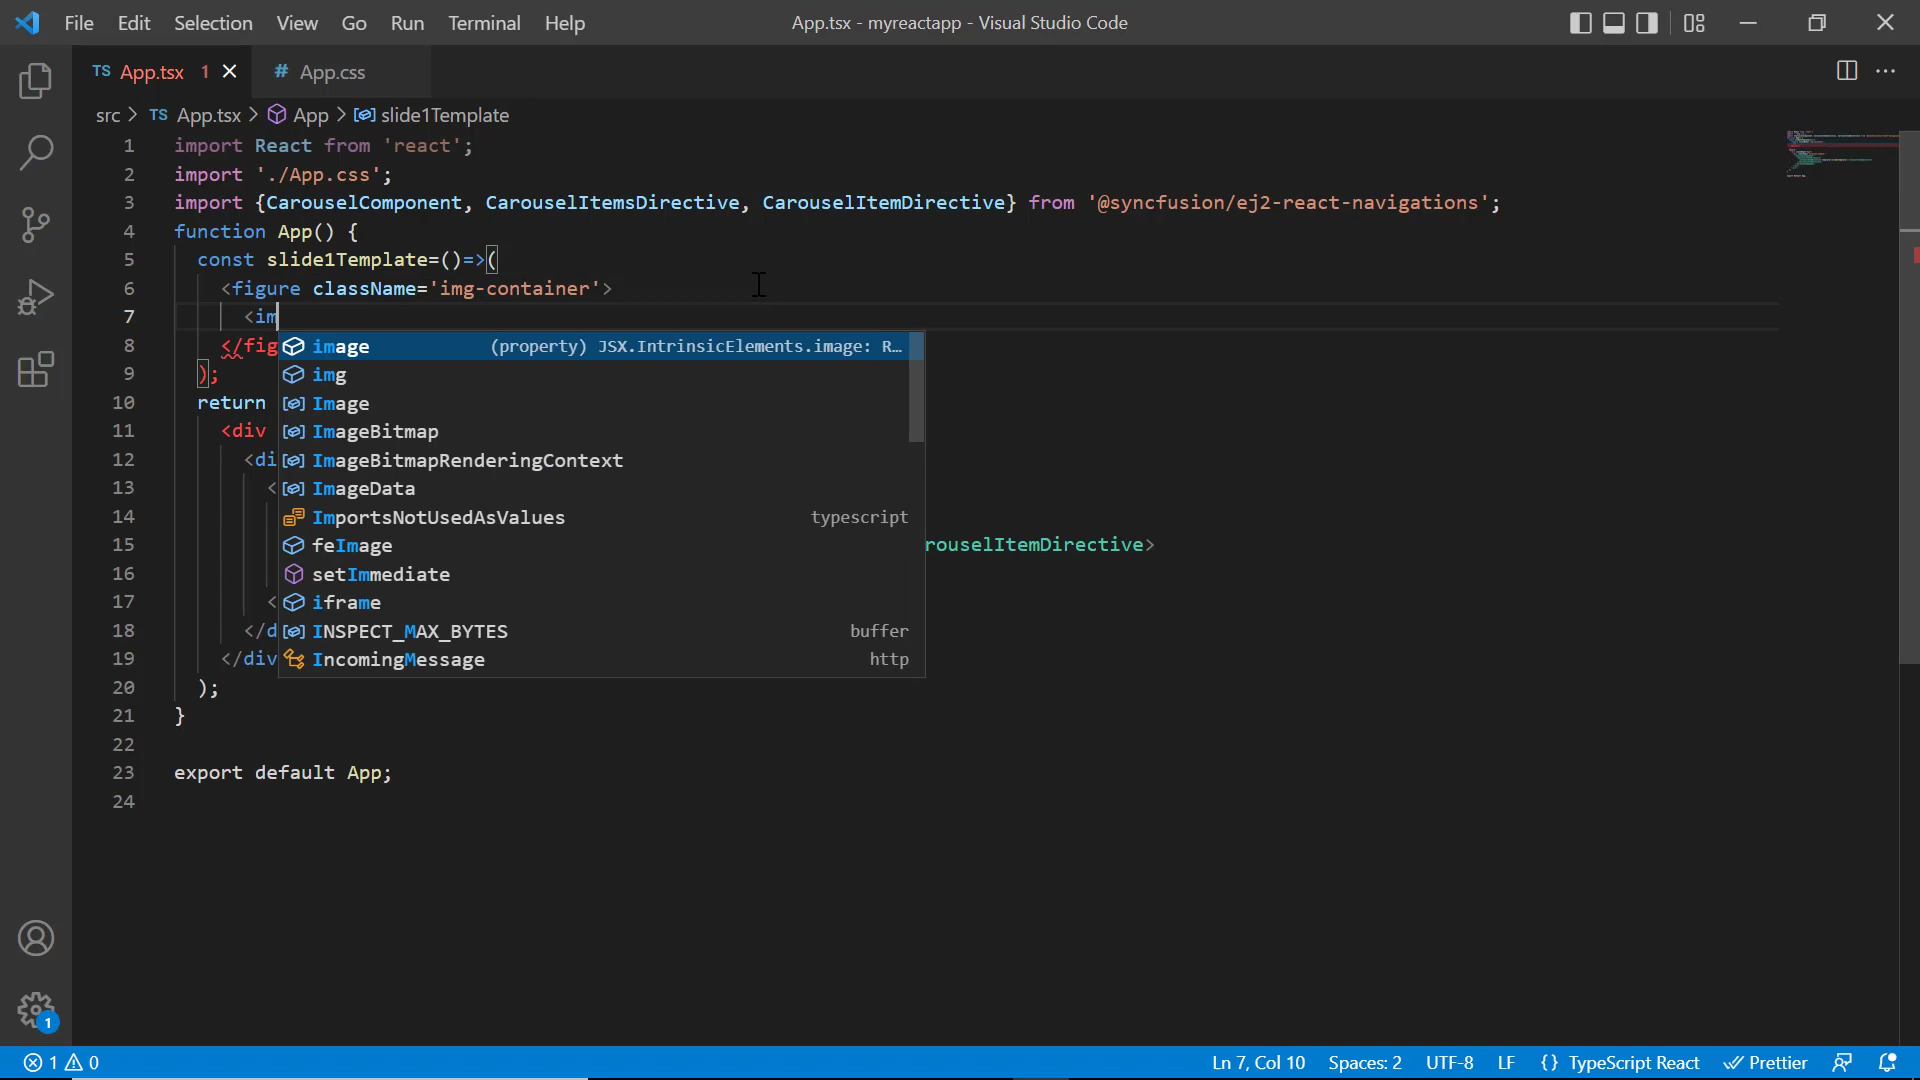 File Edit Selection View Go Run Terminal Help App.tsx - myreactapp - Visual Studio Code
TS App.tsx 1 # App.css
src > TS App.tsx > App > slide1Template
1 import React from 'react';
2 import './App.css';
3 import {CarouselComponent, CarouselItemsDirective, CarouselItemDirective} from '@syncfusion/ej2-react-navigations';
4 function App() {
5 const slide1Template=()=>(
6 <figure className='img-container'>
7 <im
8 </fig image (property) JSX.IntrinsicElements.image: R…
9 ); img
10 return Image
11 <div ImageBitmap
12 <di ImageBitmapRenderingContext
13 < ImageData
14 ImportsNotUsedAsValues typescript
15 feImage rouselItemDirective>
16 setImmediate
17 < iframe
18 </d INSPECT_MAX_BYTES buffer
19 </div IncomingMessage http
20 );
21 }
22
23 export default App;
24
1
1 0 Ln 7, Col 10 Spaces: 2 UTF-8 LF {} TypeScript React Prettier